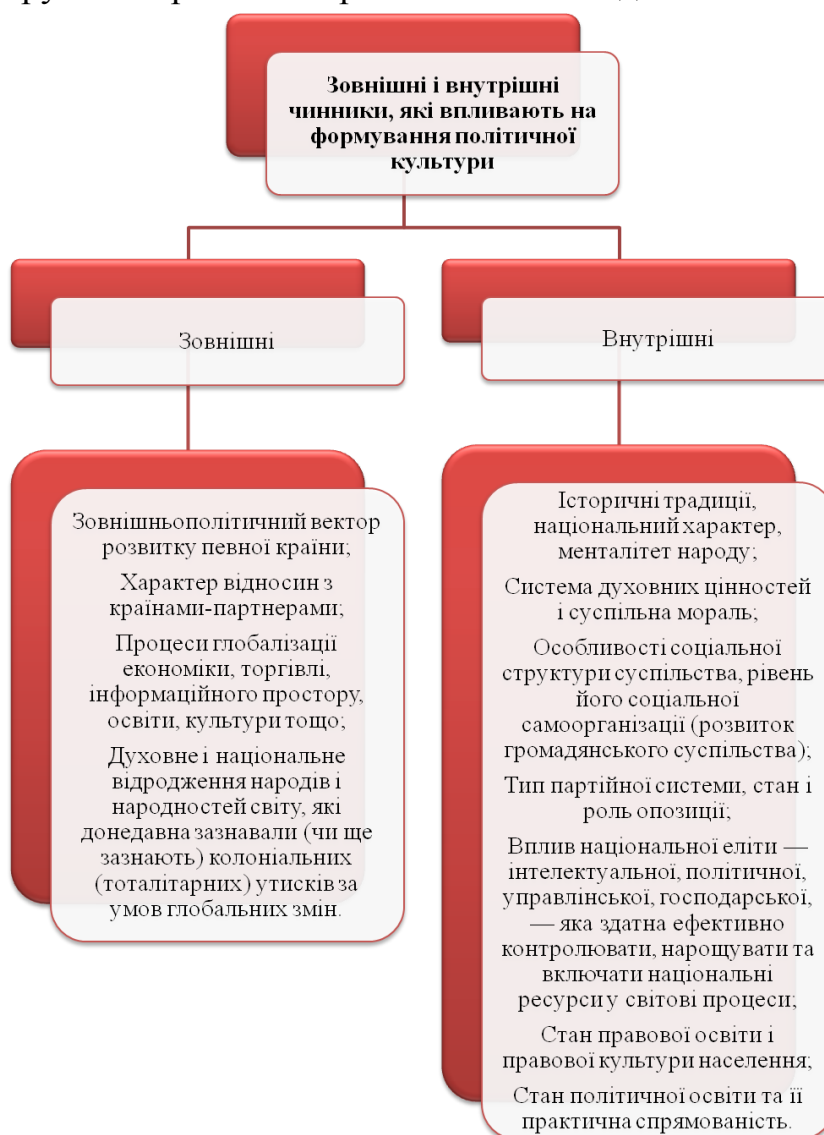 Зовнішні і внутрішні
чинники, які впливають на
формування політичної
культури
Зовнішні
Внутрішні
Зовнішньополітичний вектор
розвитку певної країни;
Характер відносин з
країнами-партнерами;
Процеси глобалізації
економіки, торгівлі,
інформаційного простору,
освіти, культури тощо;
Духовне і національне
відродження народів і
народностей світу, які
донедавна зазнавали (чи ще
зазнають) колоніальних
(тоталітарних) утисків за
умов глобальних змін.
Історичні традиції,
національний характер,
менталітет народу;
Система духовних цінностей
і суспільна мораль;
Особливості соціальної
структури суспільства, рівень
його соціальної
самоорганізації (розвиток
громадянського суспільства);
Тип партійної системи, стан і
роль опозиції;
Вплив національної еліти —
інтелектуальної, політичної,
управлінської, господарської,
— яка здатна ефективно
контролювати, нарощувати та
включати національні
ресурси у світові процеси;
Стан правової освіти і
правової культури населення;
Стан політичної освіти та її
практична спрямованість.